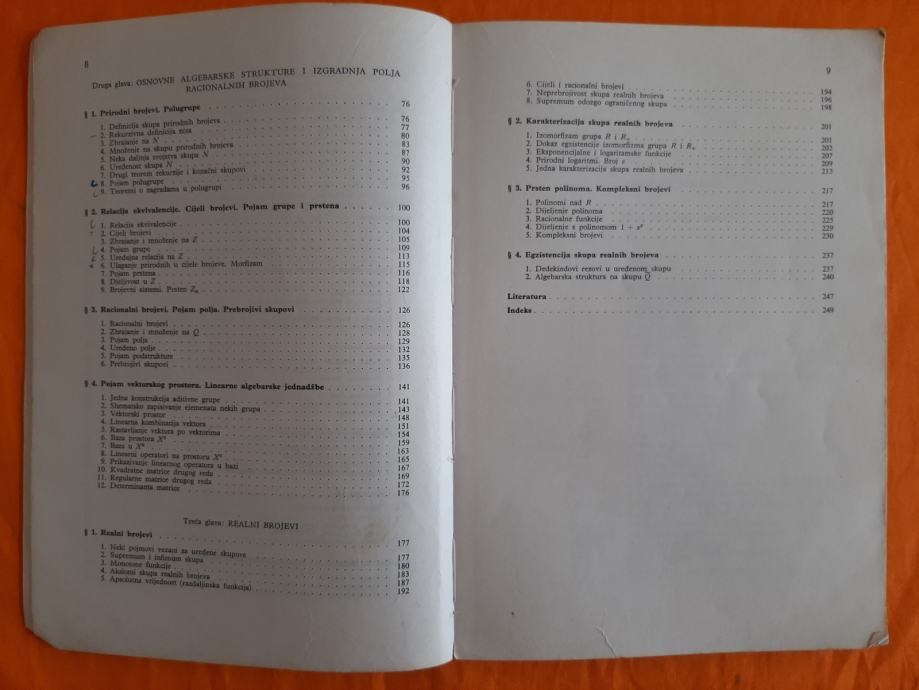 8
Druga glava: OSNOVNE ALGEBARSKE STRUKTURE I IZGRADNJA POLJA
RACIONALNIH BROJEVA
§ 1. Prirodni brojevi. Polugrupe 76
1. Definicija skupa prirodnih brojeva 76
2. Rekurzivna definicija niza 77
3. Zbrajanje na N 80
4. Množenje na skupu prirodnih brojeva 83
5. Neka daljnja svojstva skupa N 87
6. Uređenost skupa N 90
7. Drugi teorem rekurzije i konačni skupovi 92
8. Pojam polugrupe 95
9. Teoremi o zagradama u polugrupi 96
§ 2. Relacija ekvivalencije. Cijeli brojevi. Pojam grupe i prstena 100
1. Relacija ekvivalencije 100
2. Cijeli brojevi 104
3. Zbrajanje i množenje na Z 105
4. Pojam grupe 109
5. Uređajna relacija na Z 113
6. Ulaganje prirodnih u cijele brojeve. Morfizam 115
7. Pojam prstena 116
8. Djeljivost u Z 118
9. Brojevni sistemi. Prsten Zₙ 122
§ 3. Racionalni brojevi. Pojam polja. Prebrojivi skupovi 126
1. Racionalni brojevi 126
2. Zbrajanje i množenje na Q 128
3. Pojam polja 129
4. Uređeno polje 132
5. Pojam podstrukture 135
6. Prebrojivi skupovi 136
§ 4. Pojam vektorskog prostora. Linearne algebarske jednadžbe 141
1. Jedna konstrukcija aditivne grupe 141
2. Shematsko zapisivanje elemenata nekih grupa 143
3. Vektorski prostor 148
4. Linearna kombinacija vektora 151
5. Rastavljanje vektora po vektorima 154
6. Baza prostora X² 159
7. Baza u X² 163
8. Linearni operatori na prostoru X² 165
9. Prikazivanje linearnog operatora u bazi 167
10. Kvadratne matrice drugog reda 169
11. Regularne matrice drugog reda 172
12. Determinanta matrice 176
Treća glava: REALNI BROJEVI
§ 1. Realni brojevi 177
1. Neki pojmovi vezani za uređene skupove 177
2. Supremum i infimum skupa 180
3. Monotone funkcije 183
4. Aksiomi skupa realnih brojeva 187
5. Apsolutna vrijednost (razdaljinska funkcija) 192
9
6. Cijeli i racionalni brojevi 194
7. Neprebrojivost skupa realnih brojeva 196
8. Supremum odozgo ograničenog skupa 198
§ 2. Karakterizacija skupa realnih brojeva 201
1. Izomorfizam grupa R i R₊ 201
2. Dokaz egzistencije izomorfizma grupa R i R₊ 202
3. Eksponencijalne i logaritamske funkcije 207
4. Prirodni logaritmi. Broj e 209
5. Jedna karakterizacija skupa realnih brojeva 213
§ 3. Prsten polinoma. Kompleksni brojevi 217
1. Polinomi nad R 217
2. Dijeljenje polinoma 220
3. Racionalne funkcije 225
4. Dijeljenje s polinomom 1 + x² 229
5. Kompleksni brojevi 230
§ 4. Egzistencija skupa realnih brojeva 237
1. Dedekindovi rezovi u uređenom skupu 237
2. Algebarska struktura na skupu Q̄ 240
Literatura 247
Indeks 249